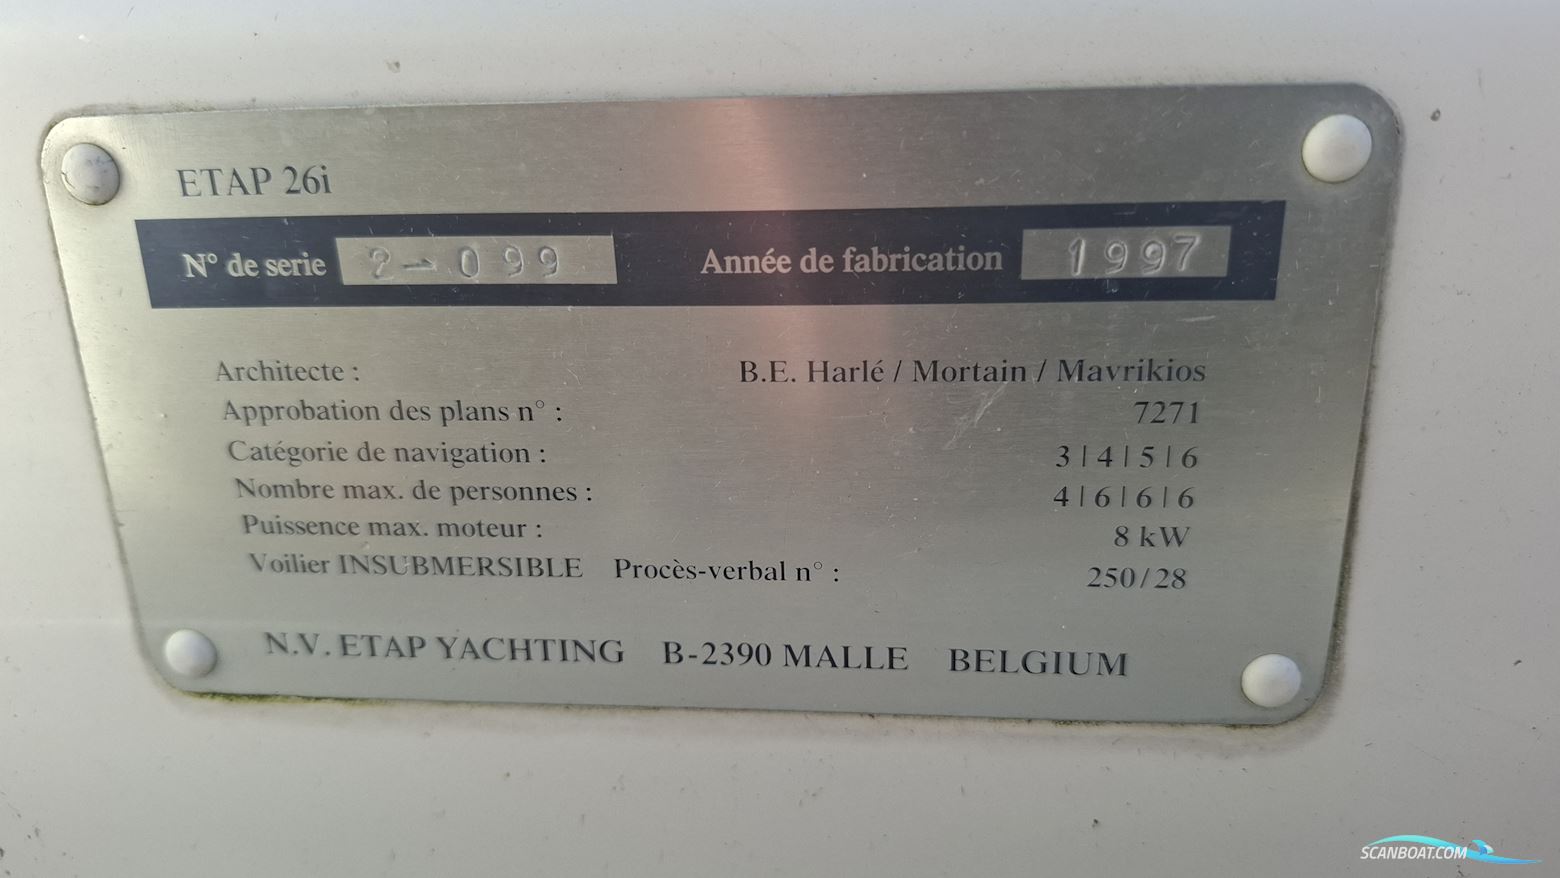 ETAP 26i
N° de serie 2-099 Année de fabrication 1997
Architecte : B.E. Harlé / Mortain / Mavrikios
Approbation des plans n° : 7271
Catégorie de navigation : 3 | 4 | 5 | 6
Nombre max. de personnes : 4 | 6 | 6 | 6
Puissence max. moteur : 8 kW
Voilier INSUBMERSIBLE Procès-verbal n° : 250/28
N.V. ETAP YACHTING B-2390 MALLE BELGIUM
SCANBOAT.COM